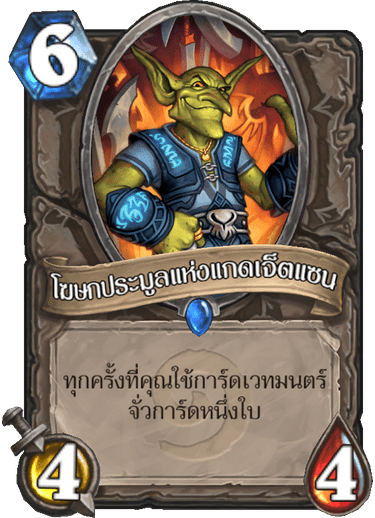 6
โฆษกประมูลแห่งแกดเจ็ตแซน
ทุกครั้งที่คุณใช้การ์ดเวทมนตร์
จั่วการ์ดหนึ่งใบ
4
4